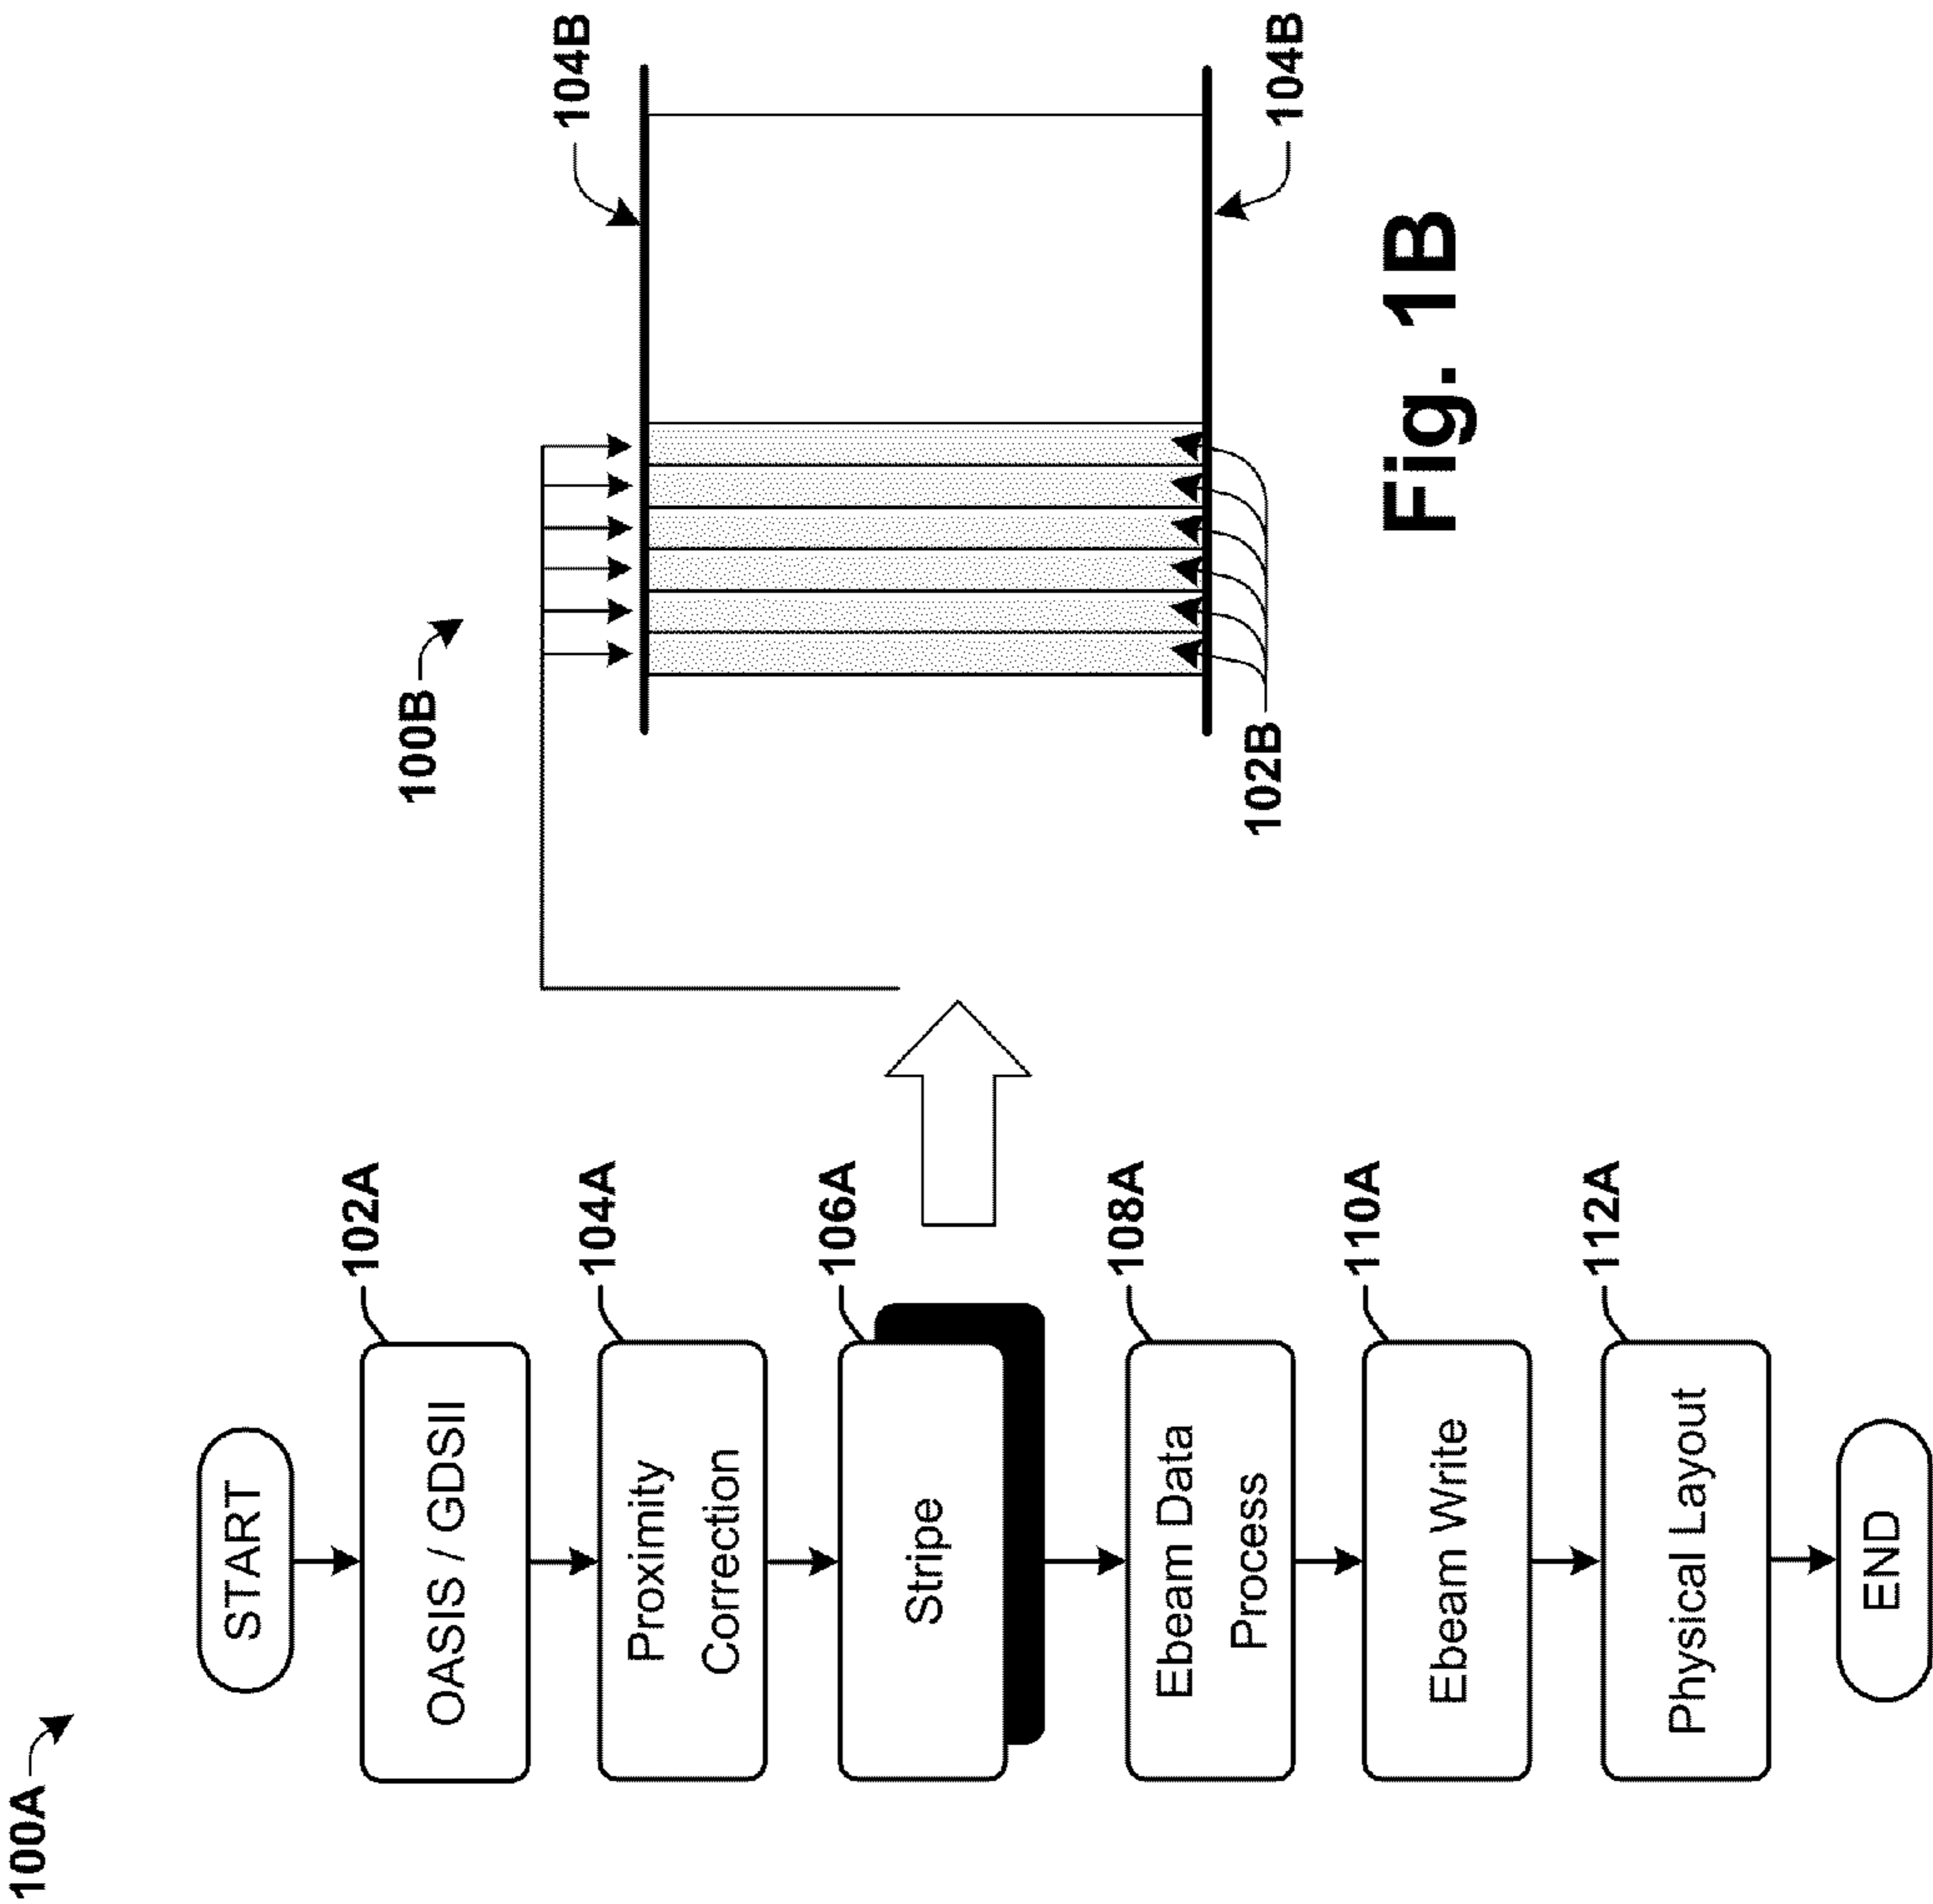 100A
START
102A
OASIS / GDSII
104A
Proximity
Correction
106A
Stripe
108A
Ebeam Data
Process
110A
Ebeam Write
112A
Physical Layout
END
100B
104B
102B
104B
Fig. 1B